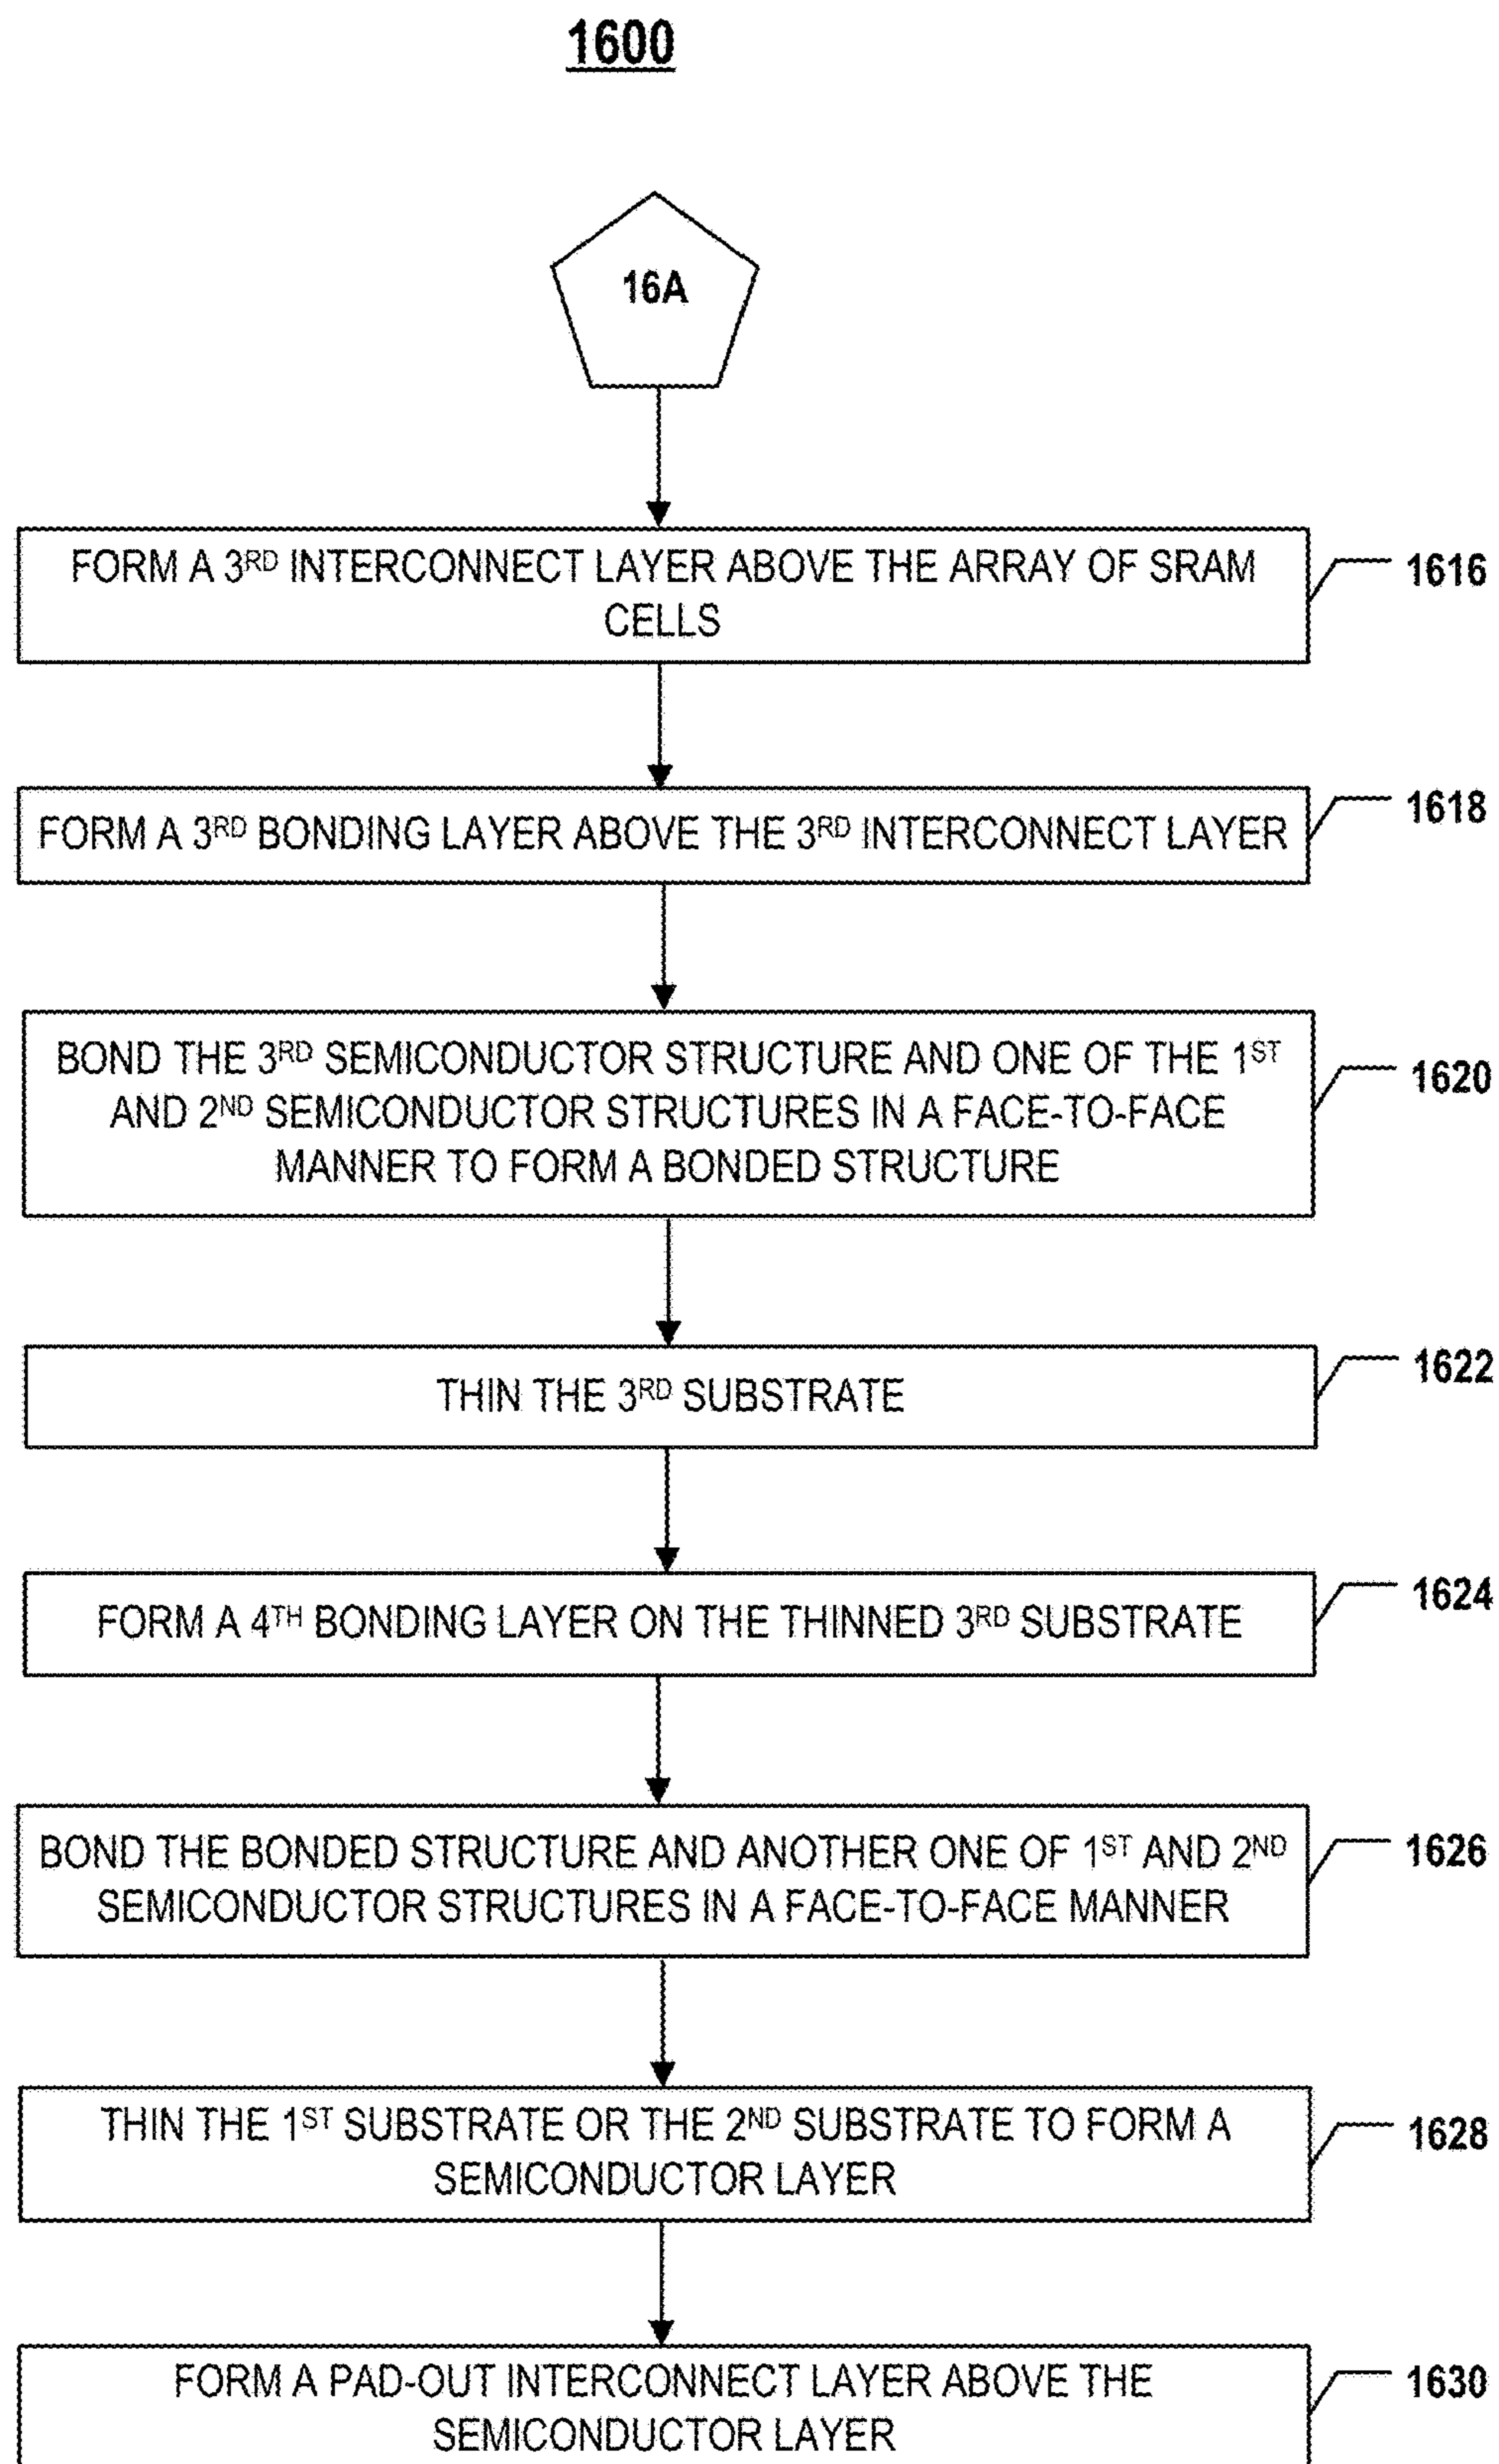 1600
16A
FORM A 3RD INTERCONNECT LAYER ABOVE THE ARRAY OF SRAM
CELLS
1616
FORM A 3RD BONDING LAYER ABOVE THE 3RD INTERCONNECT LAYER
1618
BOND THE 3RD SEMICONDUCTOR STRUCTURE AND ONE OF THE 1ST
AND 2ND SEMICONDUCTOR STRUCTURES IN A FACE-TO-FACE
MANNER TO FORM A BONDED STRUCTURE
1620
THIN THE 3RD SUBSTRATE
1622
FORM A 4TH BONDING LAYER ON THE THINNED 3RD SUBSTRATE
1624
BOND THE BONDED STRUCTURE AND ANOTHER ONE OF 1ST AND 2ND
SEMICONDUCTOR STRUCTURES IN A FACE-TO-FACE MANNER
1626
THIN THE 1ST SUBSTRATE OR THE 2ND SUBSTRATE TO FORM A
SEMICONDUCTOR LAYER
1628
FORM A PAD-OUT INTERCONNECT LAYER ABOVE THE
SEMICONDUCTOR LAYER
1630